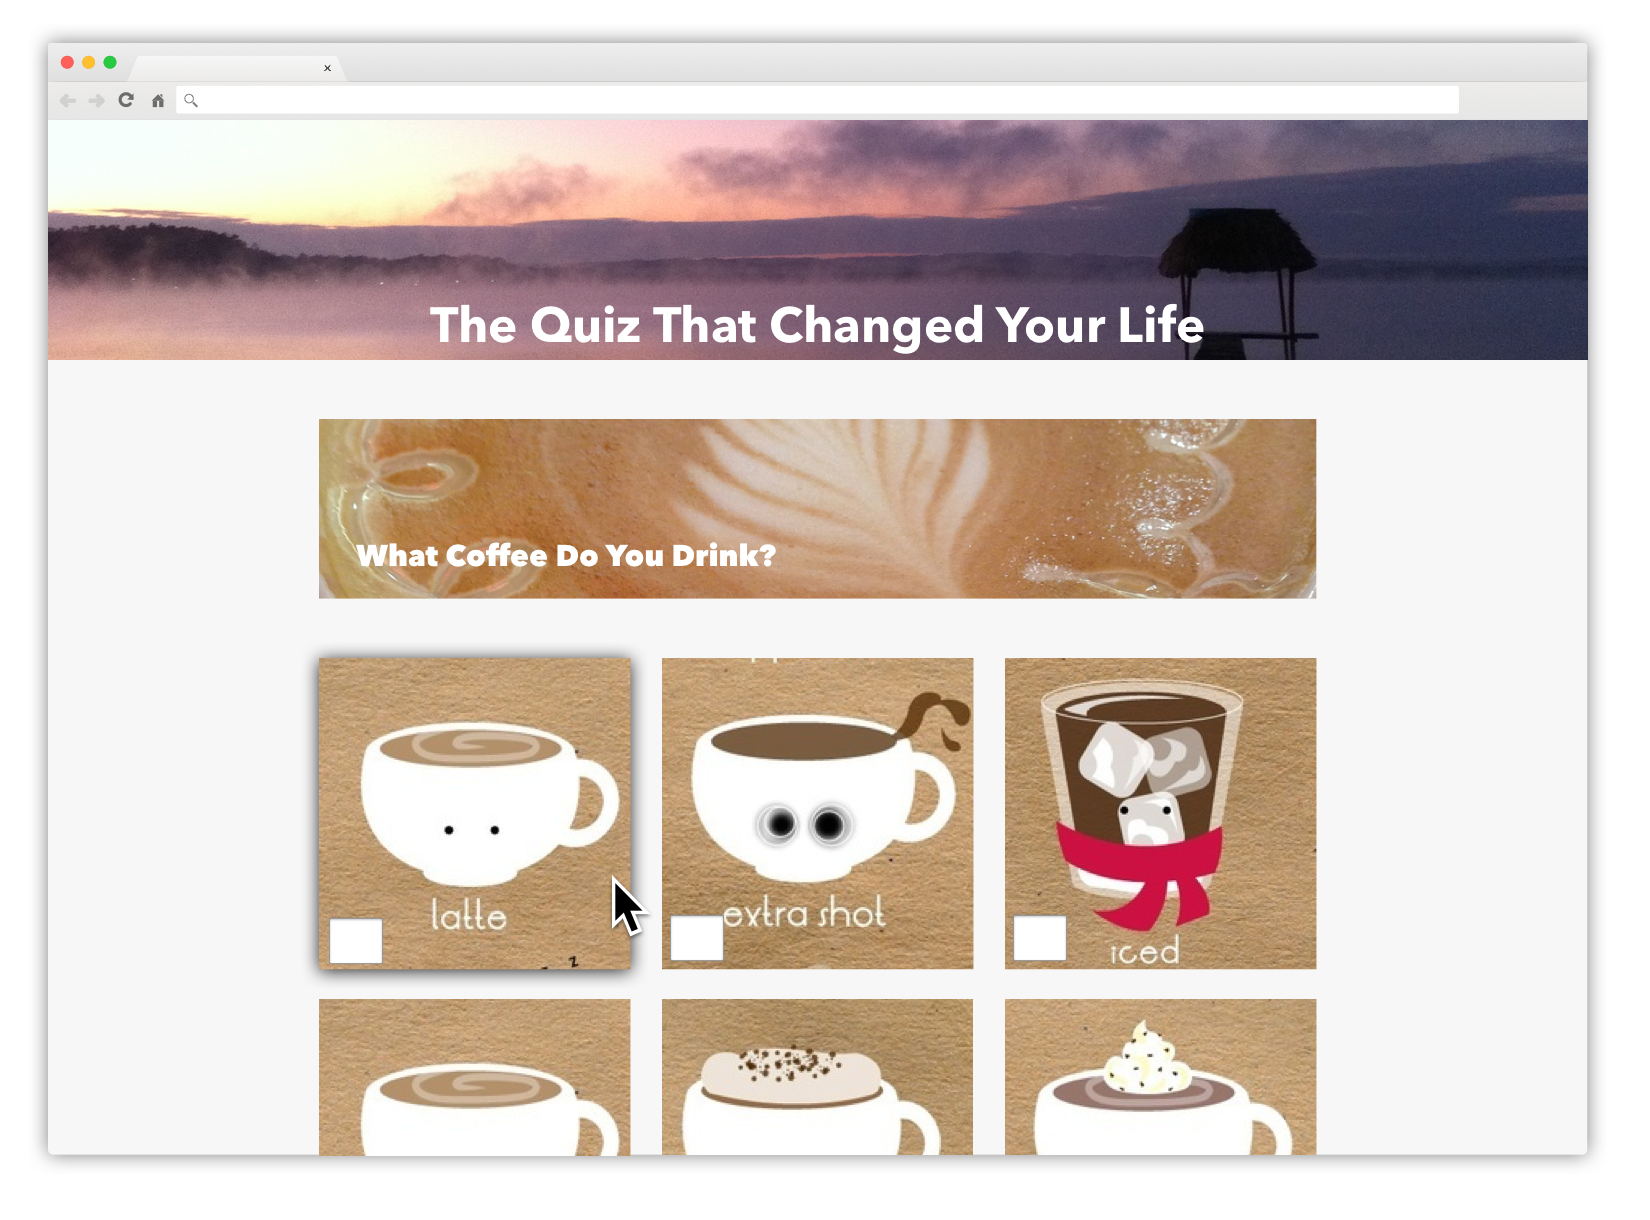 The Quiz That Changed Your Life
What Coffee Do You Drink?
latte
extra shot
iced
z